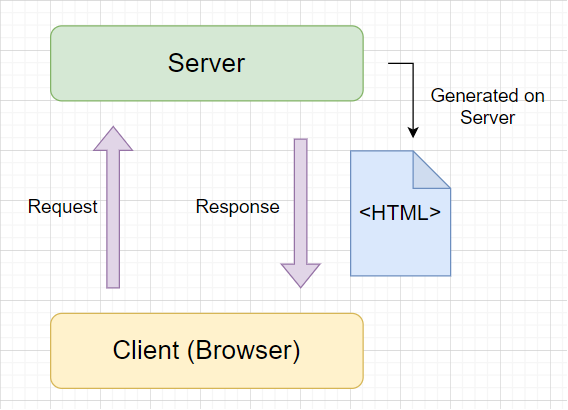 Server
Generated on
Server
Request
Response
<HTML>
Client (Browser)